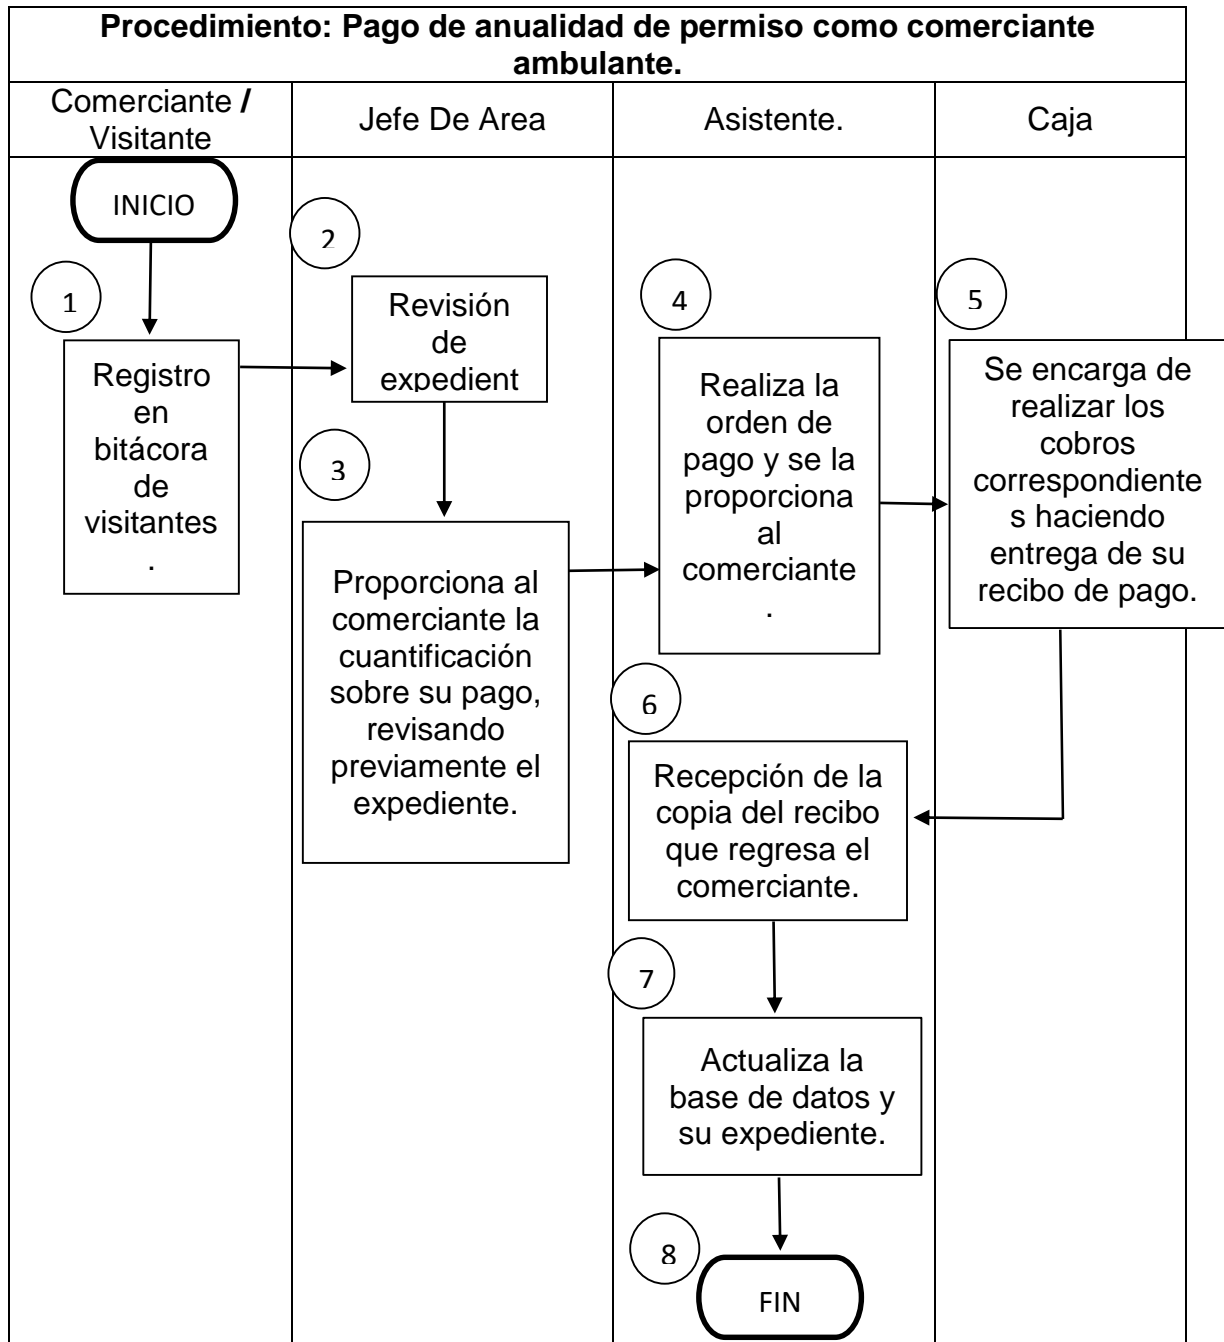 Procedimiento: Pago de anualidad de permiso como comerciante
ambulante.
Comerciante /
Visitante
Jefe De Area
Asistente.
Caja
INICIO
1
Registro
en
bitácora
de
visitantes
.
2
Revisión
de
expedient
3
Proporciona al
comerciante la
cuantificación
sobre su pago,
revisando
previamente el
expediente.
4
Realiza la
orden de
pago y se la
proporciona
al
comerciante
.
5
Se encarga de
realizar los
cobros
correspondiente
s haciendo
entrega de su
recibo de pago.
6
Recepción de la
copia del recibo
que regresa el
comerciante.
7
Actualiza la
base de datos y
su expediente.
8
FIN